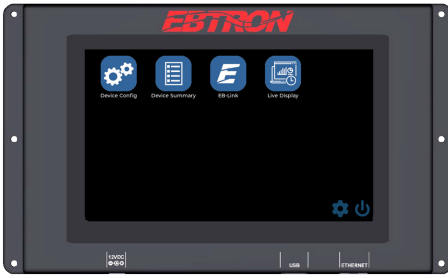 EBTRON
Device Config
Device Summary
EB-Link
Live Display
12VDC
USB
ETHERNET